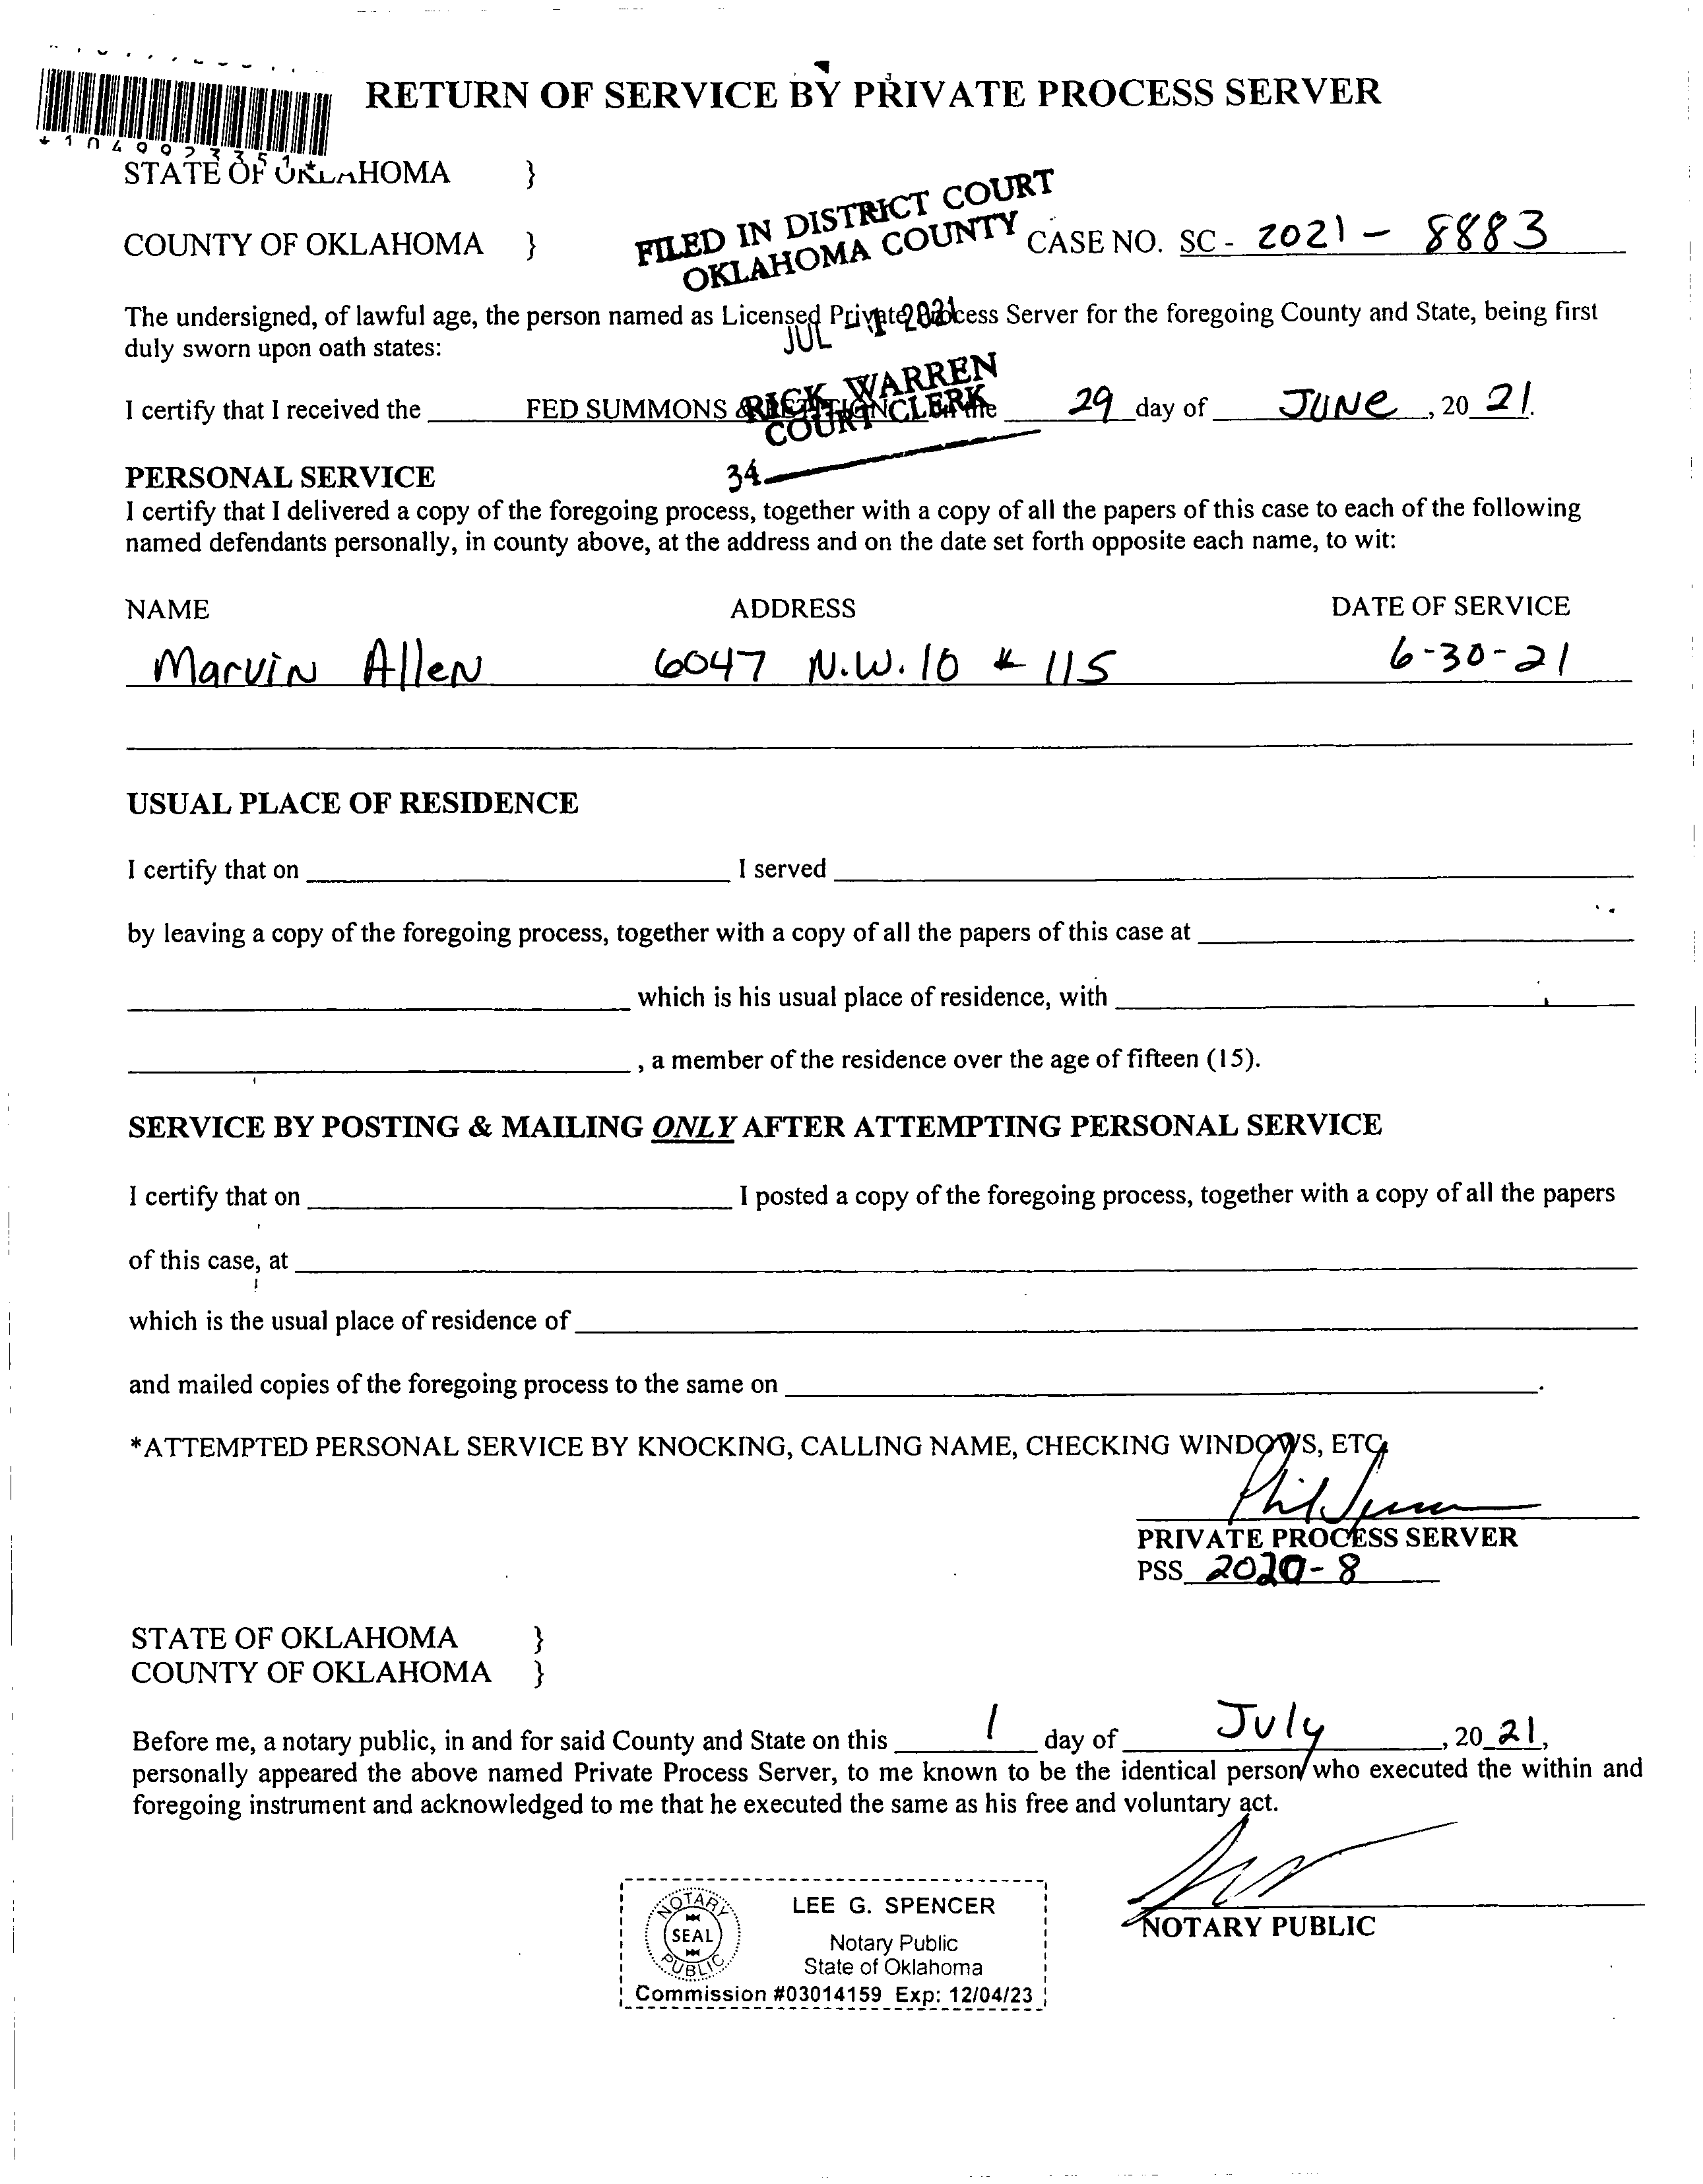 RETURN OF SERVICE BY PRIVATE PROCESS SERVER
*1049923351*
STATE OF OKLAHOMA }
FILED IN DISTRICT COURT
OKLAHOMA COUNTY
COUNTY OF OKLAHOMA } CASE NO. SC - 2021 - 8883
The undersigned, of lawful age, the person named as Licensed Private Process Server for the foregoing County and State, being first
JUL - 1 2021
duly sworn upon oath states:
RICK WARREN
COURT CLERK
I certify that I received the FED SUMMONS & PETITION on the 29 day of JUNE, 20 21.
34
PERSONAL SERVICE
I certify that I delivered a copy of the foregoing process, together with a copy of all the papers of this case to each of the following
named defendants personally, in county above, at the address and on the date set forth opposite each name, to wit:
NAME ADDRESS DATE OF SERVICE
Marvin Allen 6047 N.W. 10 # 115 6-30-21
USUAL PLACE OF RESIDENCE
I certify that on I served
by leaving a copy of the foregoing process, together with a copy of all the papers of this case at
which is his usual place of residence, with
, a member of the residence over the age of fifteen (15).
SERVICE BY POSTING & MAILING ONLY AFTER ATTEMPTING PERSONAL SERVICE
I certify that on I posted a copy of the foregoing process, together with a copy of all the papers
of this case, at
which is the usual place of residence of
and mailed copies of the foregoing process to the same on .
*ATTEMPTED PERSONAL SERVICE BY KNOCKING, CALLING NAME, CHECKING WINDOWS, ETC.
PRIVATE PROCESS SERVER
PSS 2020-8
STATE OF OKLAHOMA }
COUNTY OF OKLAHOMA }
Before me, a notary public, in and for said County and State on this 1 day of July, 20 21,
personally appeared the above named Private Process Server, to me known to be the identical person who executed the within and
foregoing instrument and acknowledged to me that he executed the same as his free and voluntary act.
NOTARY PUBLIC
NOTARY SEAL PUBLIC
LEE G. SPENCER
Notary Public
State of Oklahoma
Commission #03014159 Exp: 12/04/23